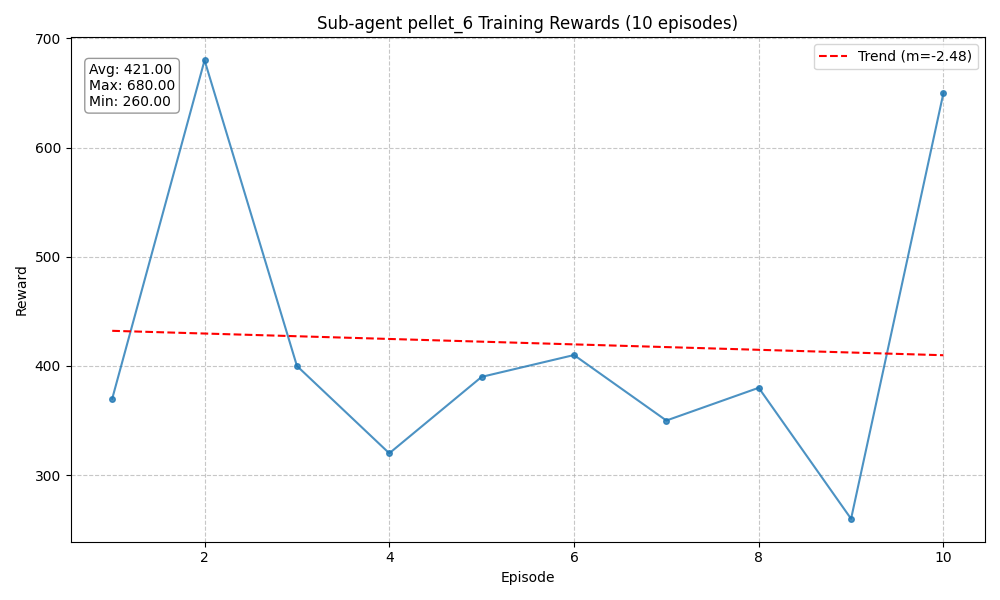 Sub-agent pellet_6 Training Rewards (10 episodes)
Avg: 421.00
Max: 680.00
Min: 260.00
Trend (m=-2.48)
Reward
700
600
500
400
300
2 4 6 8 10
Episode